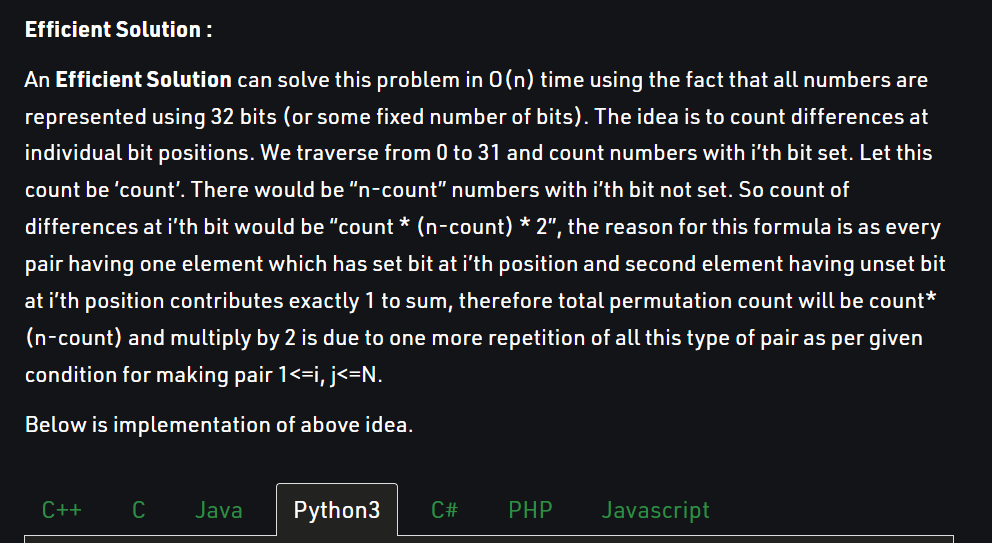 Efficient Solution :
An Efficient Solution can solve this problem in O(n) time using the fact that all numbers are
represented using 32 bits (or some fixed number of bits). The idea is to count differences at
individual bit positions. We traverse from 0 to 31 and count numbers with i’th bit set. Let this
count be ‘count’. There would be “n-count” numbers with i’th bit not set. So count of
differences at i’th bit would be “count * (n-count) * 2”, the reason for this formula is as every
pair having one element which has set bit at i’th position and second element having unset bit
at i’th position contributes exactly 1 to sum, therefore total permutation count will be count*
(n-count) and multiply by 2 is due to one more repetition of all this type of pair as per given
condition for making pair 1<=i, j<=N.
Below is implementation of above idea.
C++ C Java Python3 C# PHP Javascript